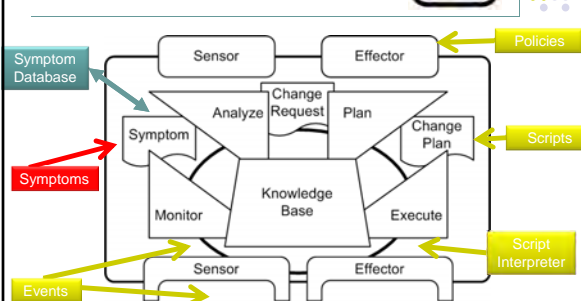 Policies
Sensor
Effector
Symptom
Database
Change
Request
Analyze
Plan
Symptom
Change
Plan
Scripts
Symptoms
Knowledge
Base
Monitor
Execute
Script
Interpreter
Sensor
Effector
Events